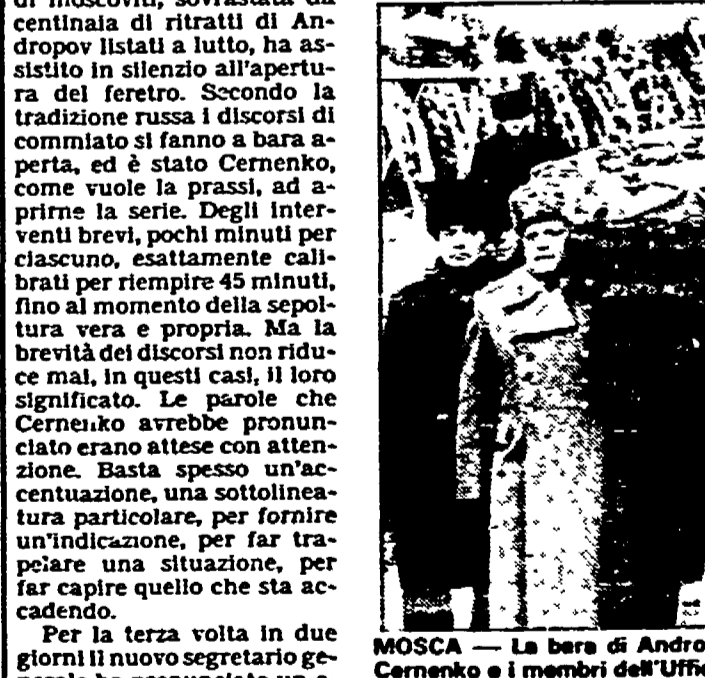 di moscoviti, sovrastata da
centinaia di ritratti di An-
dropov listati a lutto, ha as-
sistito in silenzio all'apertu-
ra del feretro. Secondo la
tradizione russa i discorsi di
commiato si fanno a bara a-
perta, ed è stato Cernenko,
come vuole la prassi, ad a-
prirne la serie. Degli inter-
venti brevi, pochi minuti per
ciascuno, esattamente cali-
brati per riempire 45 minuti,
fino al momento della sepol-
tura vera e propria. Ma la
brevità dei discorsi non ridu-
ce mai, in questi casi, il loro
significato. Le parole che
Cernenko avrebbe pronun-
ciato erano attese con atten-
zione. Basta spesso un'ac-
centuazione, una sottolinea-
tura particolare, per fornire
un'indicazione, per far tra-
pelare una situazione, per
far capire quello che sta ac-
cadendo.
Per la terza volta in due
giorni il nuovo segretario ge-
MOSCA — La bara di Andro
Cernenko e i membri dell'Uffic